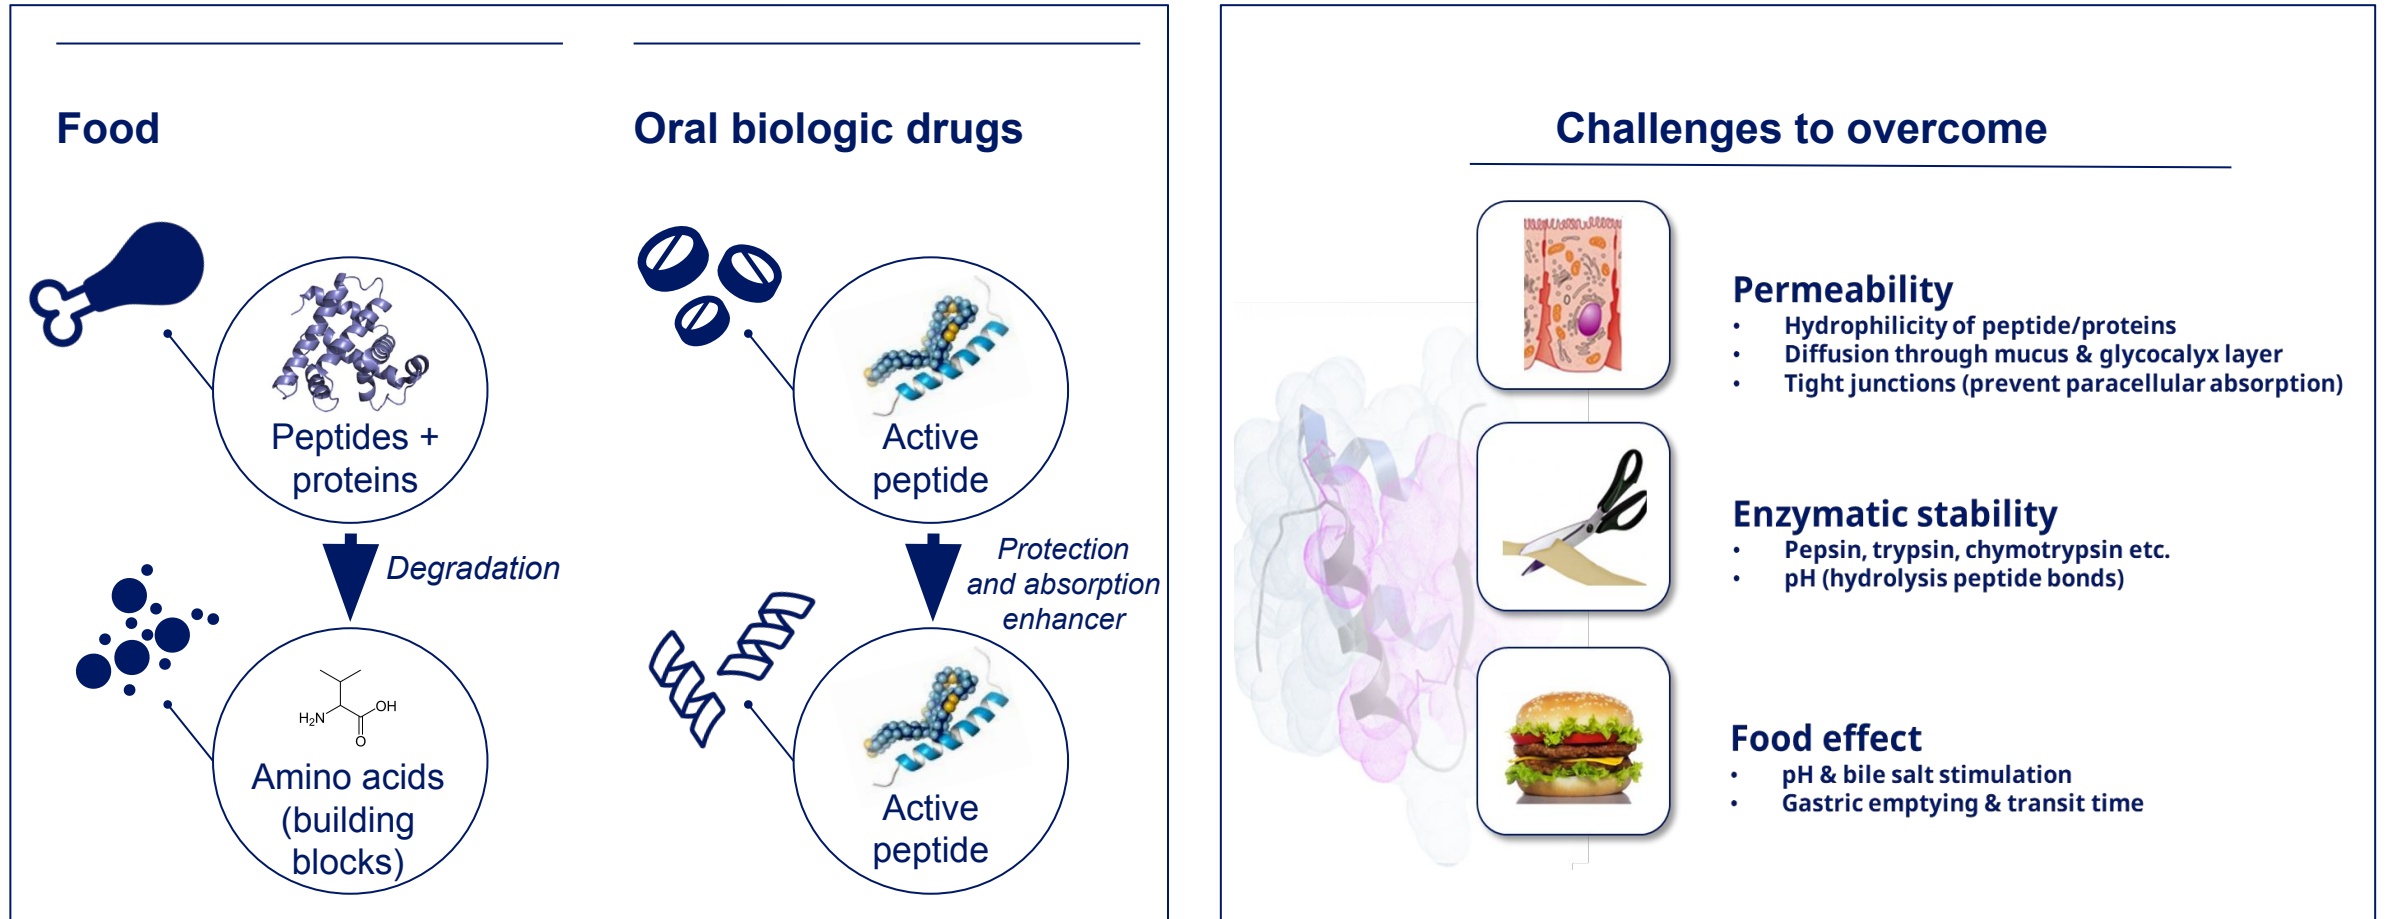 Food
Peptides +
proteins
Degradation
H₂N
OH
O
Amino acids
(building
blocks)
Oral biologic drugs
Active
peptide
Protection
and absorption
enhancer
Active
peptide
Challenges to overcome
Permeability
• Hydrophilicity of peptide/proteins
• Diffusion through mucus & glycocalyx layer
• Tight junctions (prevent paracellular absorption)
Enzymatic stability
• Pepsin, trypsin, chymotrypsin etc.
• pH (hydrolysis peptide bonds)
Food effect
• pH & bile salt stimulation
• Gastric emptying & transit time